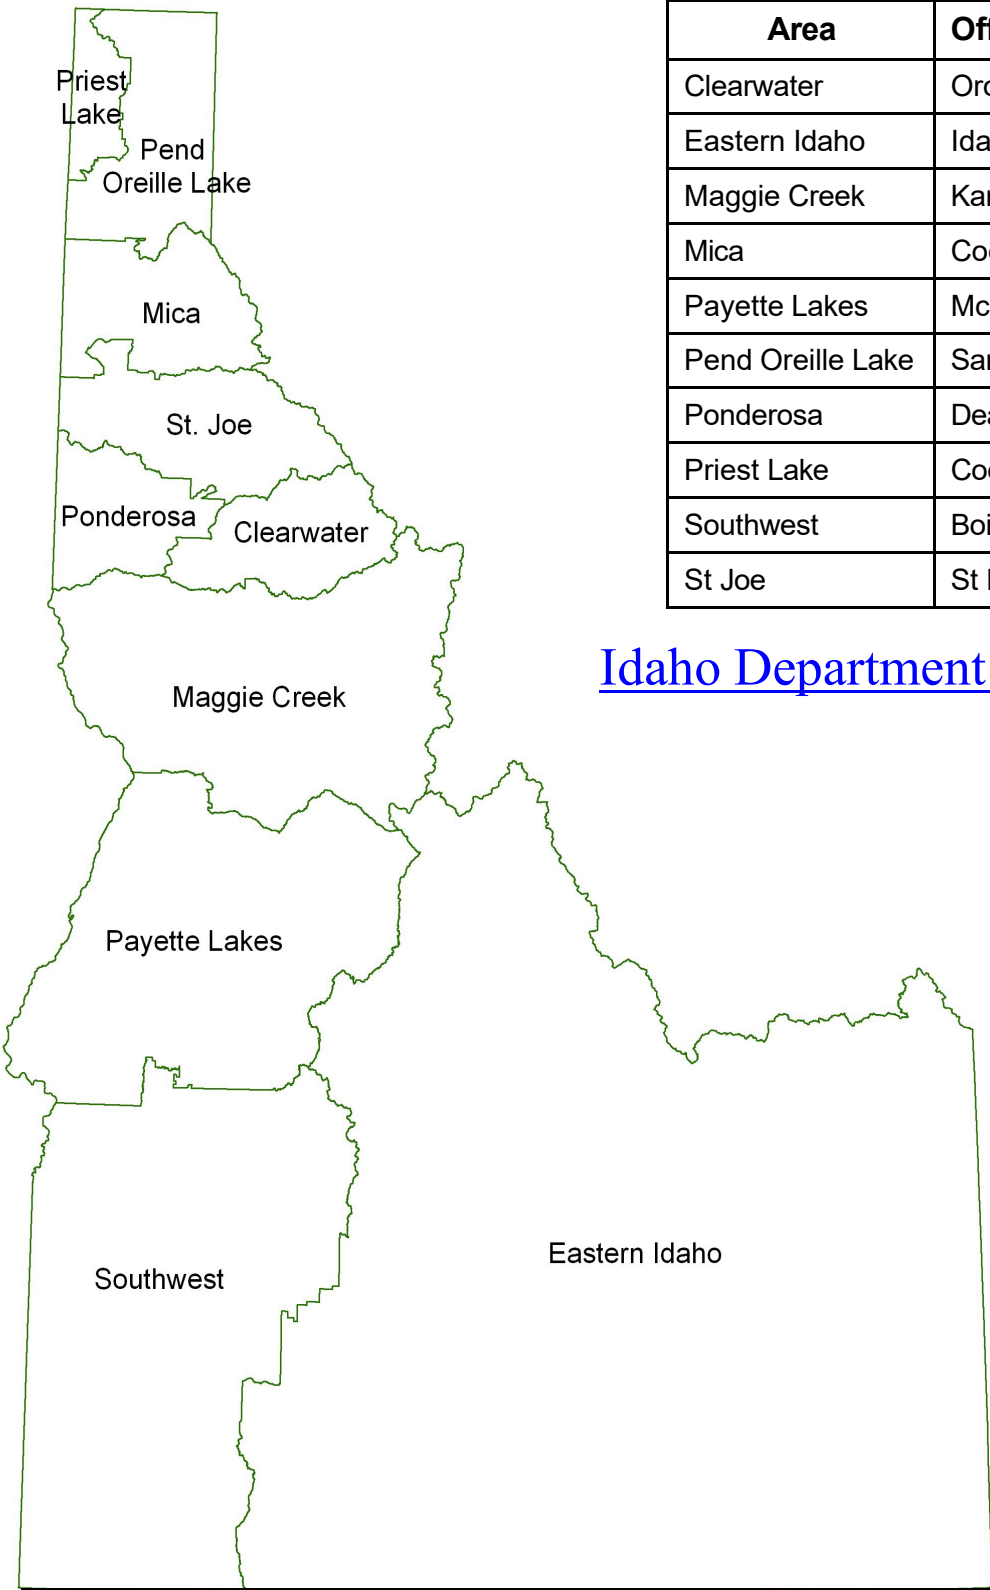 Area
Clearwater
Eastern Idaho
Maggie Creek
Mica
Payette Lakes
Pend Oreille Lake
Ponderosa
Priest Lake
Southwest
St Joe St
Idaho Department
Priest
Lake
Pend
Oreille Lake
Mica
St. Joe
Ponderosa
Clearwater
Maggie Creek
Payette Lakes
Southwest
Eastern Idaho